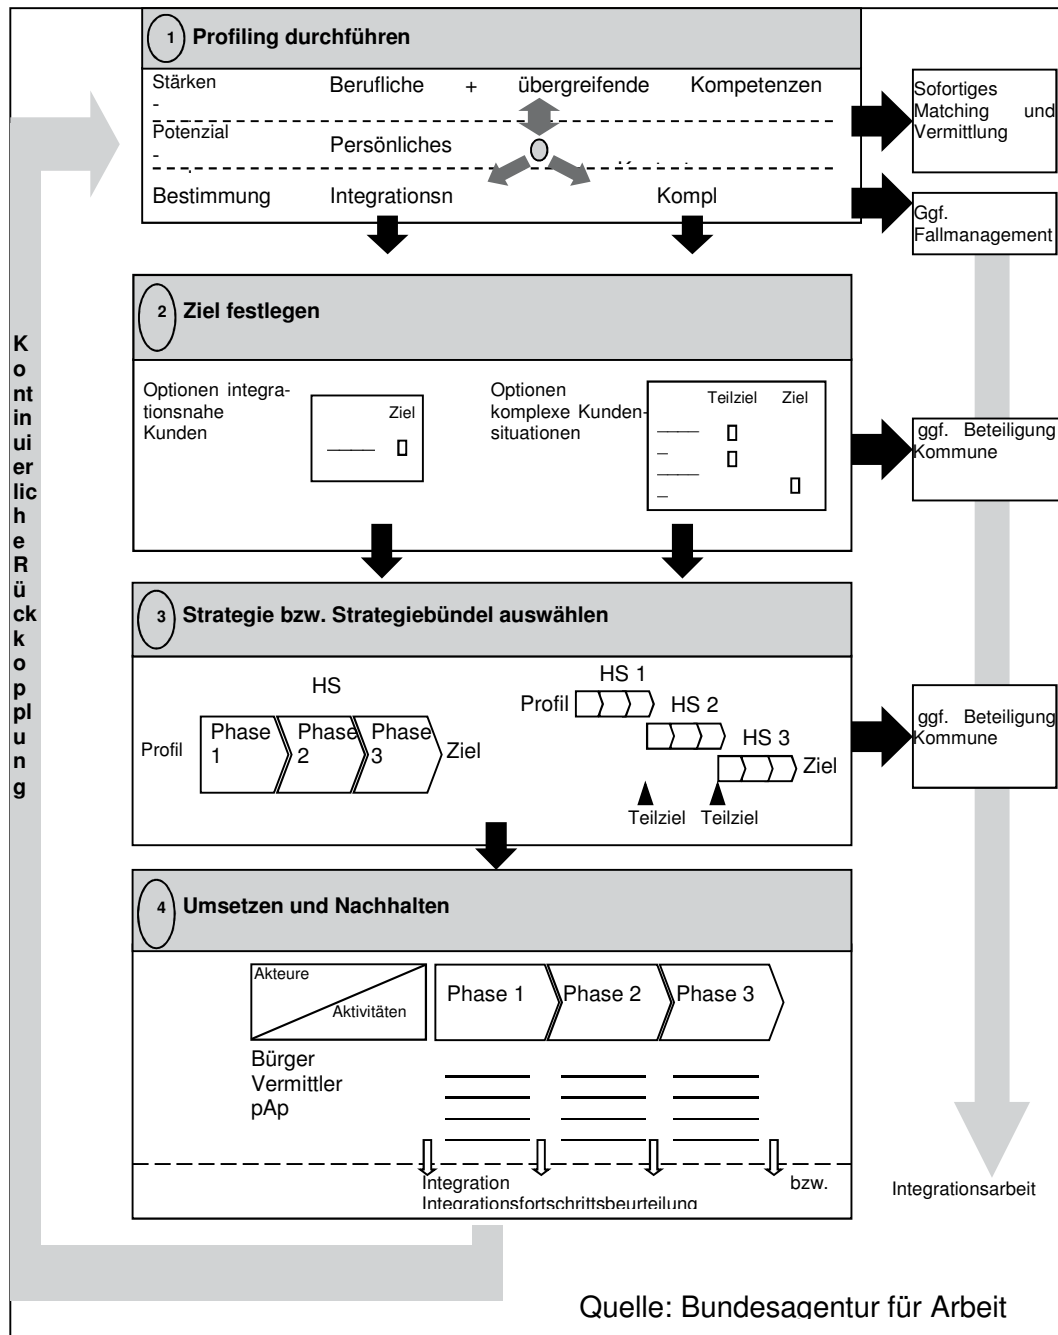 1 Profiling durchführen
Stärken
-
Berufliche + übergreifende Kompetenzen
Potenzial
-
Persönliches
Bestimmung
Integrationsn
Kompl
Sofortiges
Matching und
Vermittlung
Ggf.
Fallmanagement
2 Ziel festlegen
Optionen integra-
tionsnahe
Kunden
Ziel
Optionen
komplexe Kunden-
situationen
Teilziel Ziel
ggf. Beteiligung
Kommune
3 Strategie bzw. Strategiebündel auswählen
HS
Profil
Phase
1
Phase
2
Phase
3
Ziel
HS 1
Profil
HS 2
HS 3
Ziel
Teilziel Teilziel
ggf. Beteiligung
Kommune
4 Umsetzen und Nachhalten
Akteure
Aktivitäten
Phase 1 Phase 2 Phase 3
Bürger
Vermittler
pAp
Integration bzw.
Integrationsfortschrittsbeurteilung
Integrationsarbeit
K
o
nt
in
ui
er
lic
h
e
R
ü
ck
k
o
p
pl
u
n
g
Quelle: Bundesagentur für Arbeit